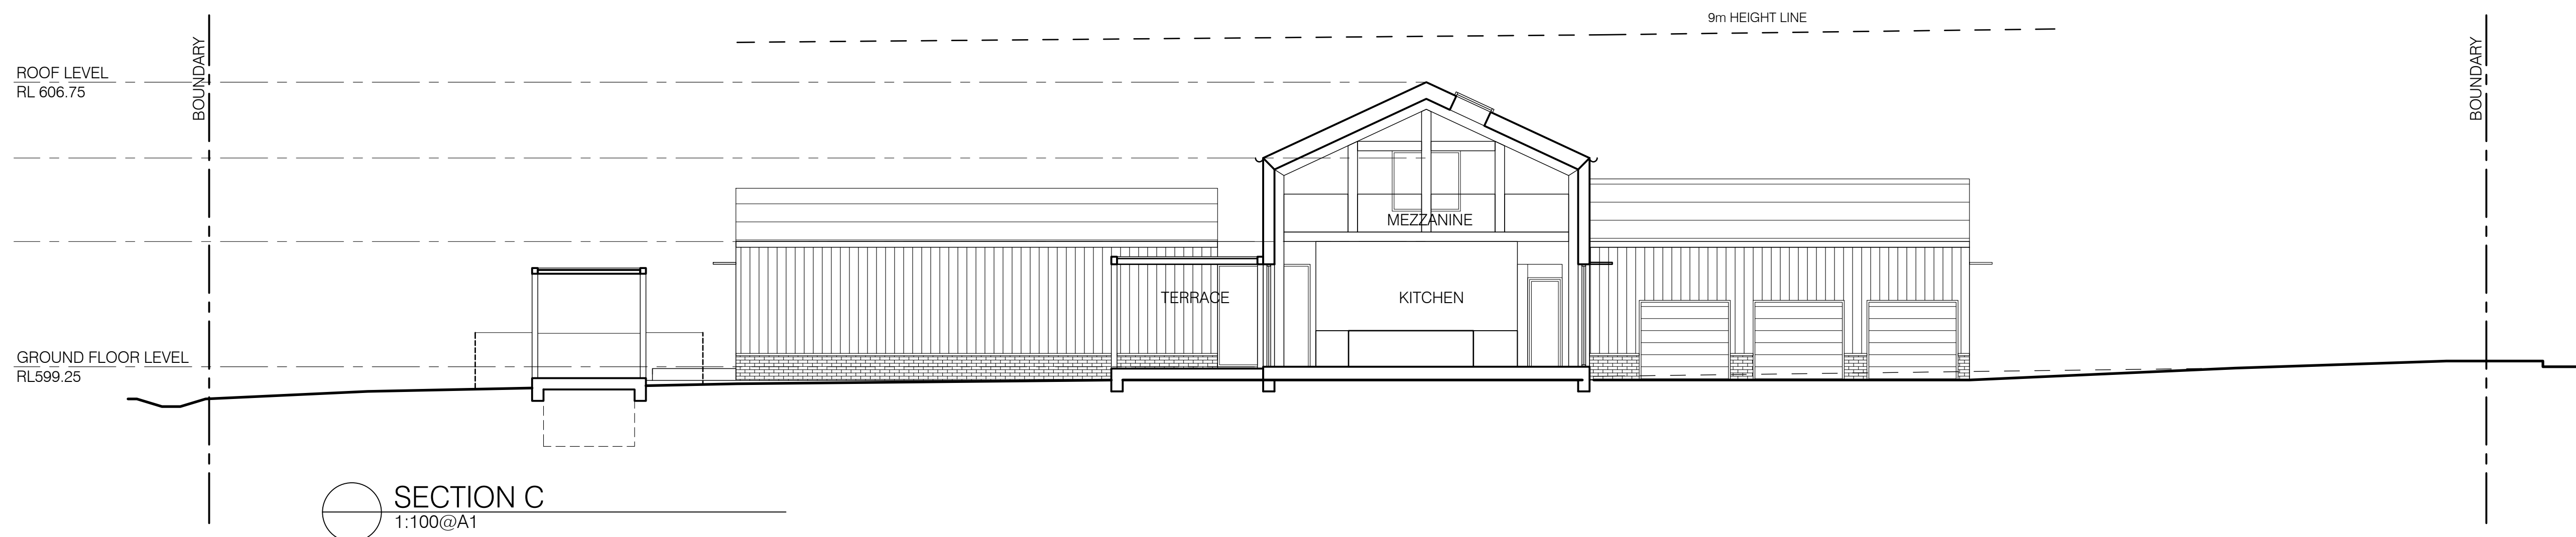 9m HEIGHT LINE
BOUNDARY
BOUNDARY
ROOF LEVEL
RL 606.75
MEZZANINE
TERRACE
KITCHEN
GROUND FLOOR LEVEL
RL599.25
SECTION C
1:100@A1